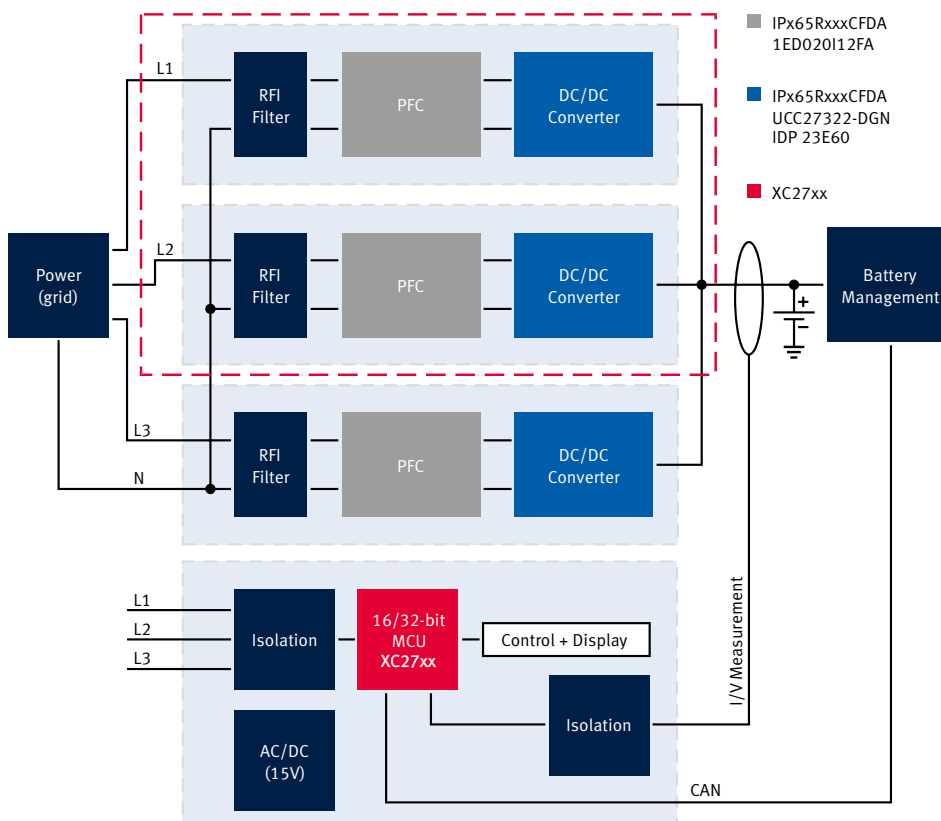 IPx65RxxxCFDA
1ED020I12FA
IPx65RxxxCFDA
UCC27322-DGN
IDP 23E60
XC27xx
L1
RFI
Filter
PFC
DC/DC
Converter
Power
(grid)
L2
RFI
Filter
PFC
DC/DC
Converter
+
−
Battery
Management
L3
N
RFI
Filter
PFC
DC/DC
Converter
L1
L2
L3
Isolation
16/32-bit
MCU
XC27xx
Control + Display
I/V Measurement
Isolation
AC/DC
(15V)
CAN